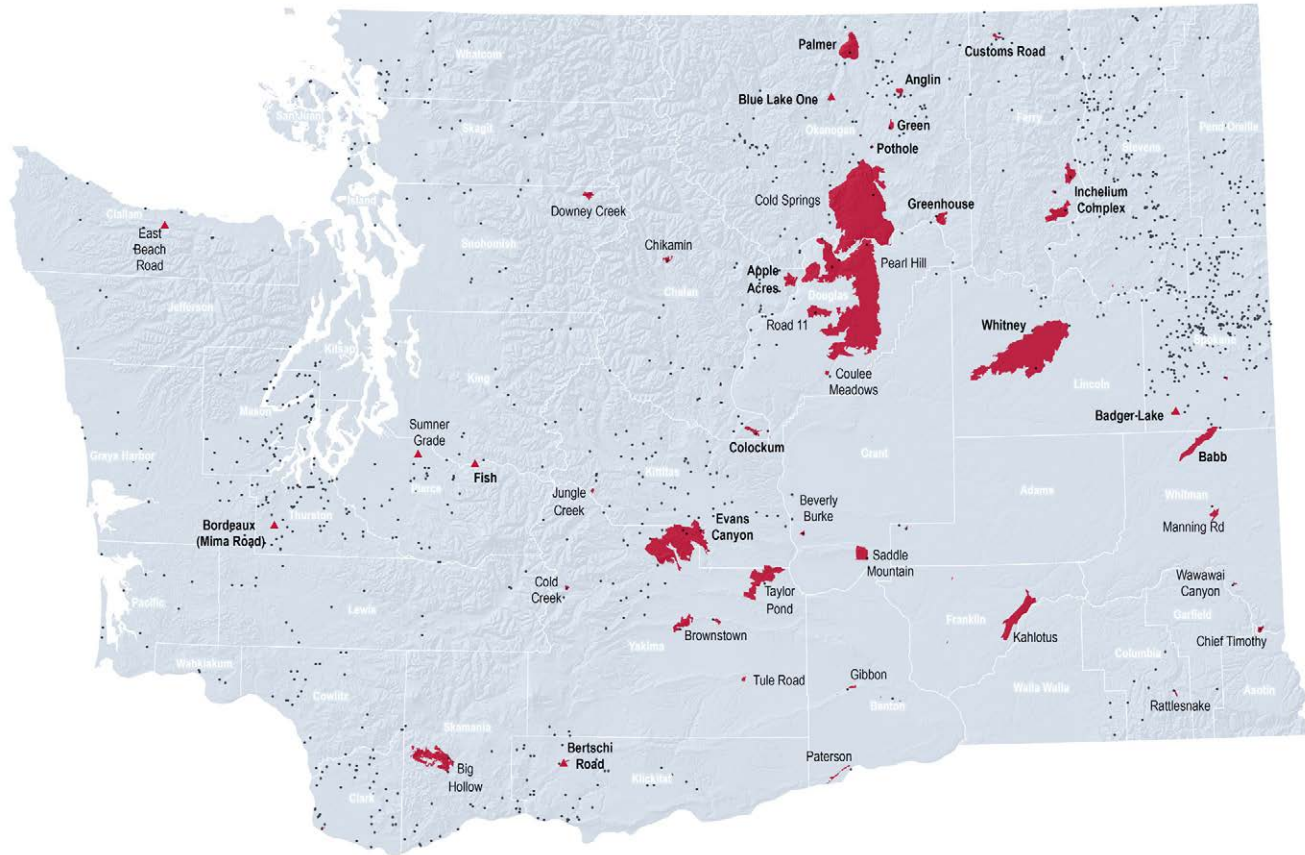 Palmer
Customs Road
Whatcom
Anglin
Blue Lake One
San Juan
Skagit
Okanogan
Green
Ferry
Pend Oreille
Pothole
Stevens
Island
Cold Springs
Greenhouse
Inchelium
Complex
Downey Creek
Clallam
East
Beach
Road
Snohomish
Chikamin
Pearl Hill
Apple
Acres
Chelan
Douglas
Jefferson
Road 11
Whitney
Kitsap
Spokane
King
Coulee
Meadows
Lincoln
Mason
Badger-Lake
Sumner
Grade
Colockum
Grays Harbor
Fish
Kittitas
Grant
Babb
Pierce
Jungle
Creek
Adams
Whitman
Thurston
Beverly
Burke
Bordeaux
(Mima Road)
Evans
Canyon
Manning Rd
Saddle
Mountain
Cold
Creek
Taylor
Pond
Wawawai
Canyon
Pacific
Lewis
Franklin
Garfield
Kahlotus
Brownstown
Yakima
Chief Timothy
Wahkiakum
Columbia
Cowlitz
Tule Road
Gibbon
Walla Walla
Asotin
Benton
Rattlesnake
Skamania
Bertschi
Road
Paterson
Big
Hollow
Klickitat
Clark